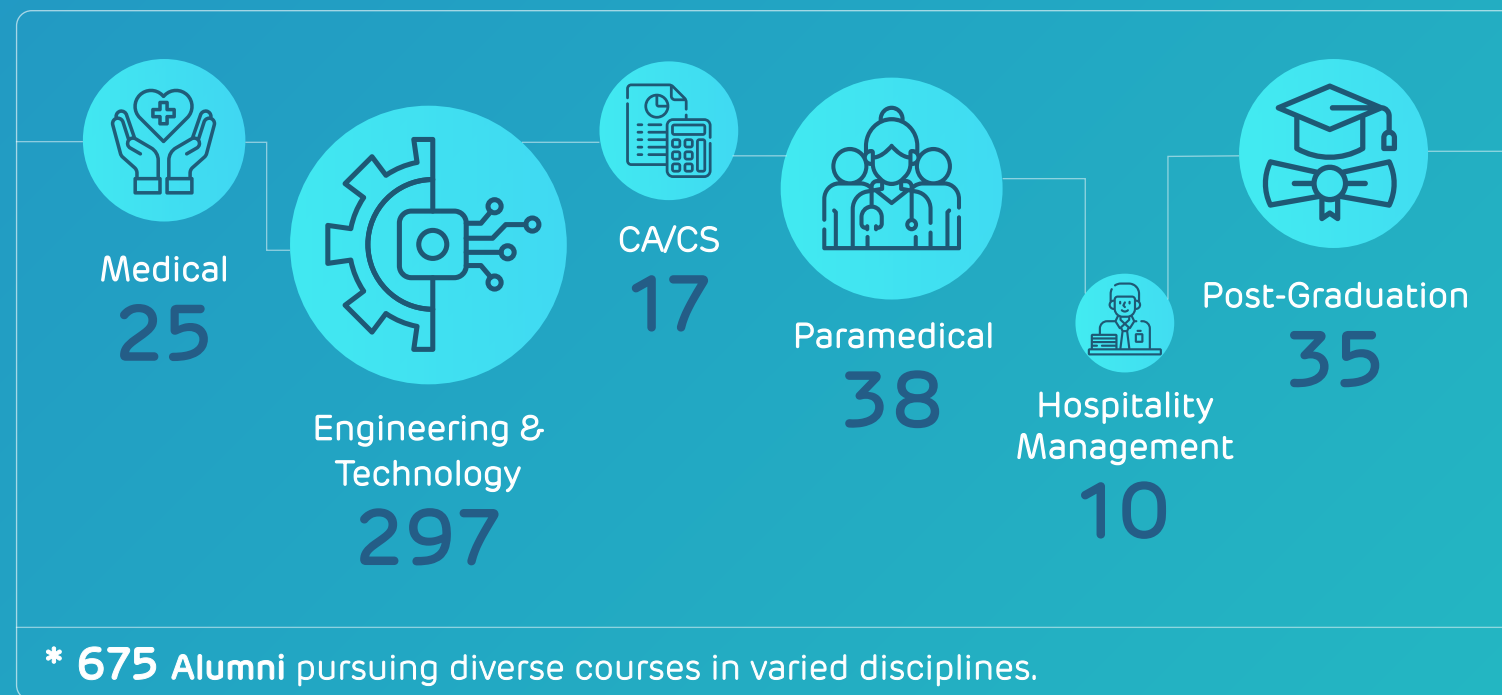 Medical
25
Engineering &
Technology
297
CA/CS
17
Paramedical
38
Hospitality
Management
10
Post-Graduation
35
* 675 Alumni pursuing diverse courses in varied disciplines.